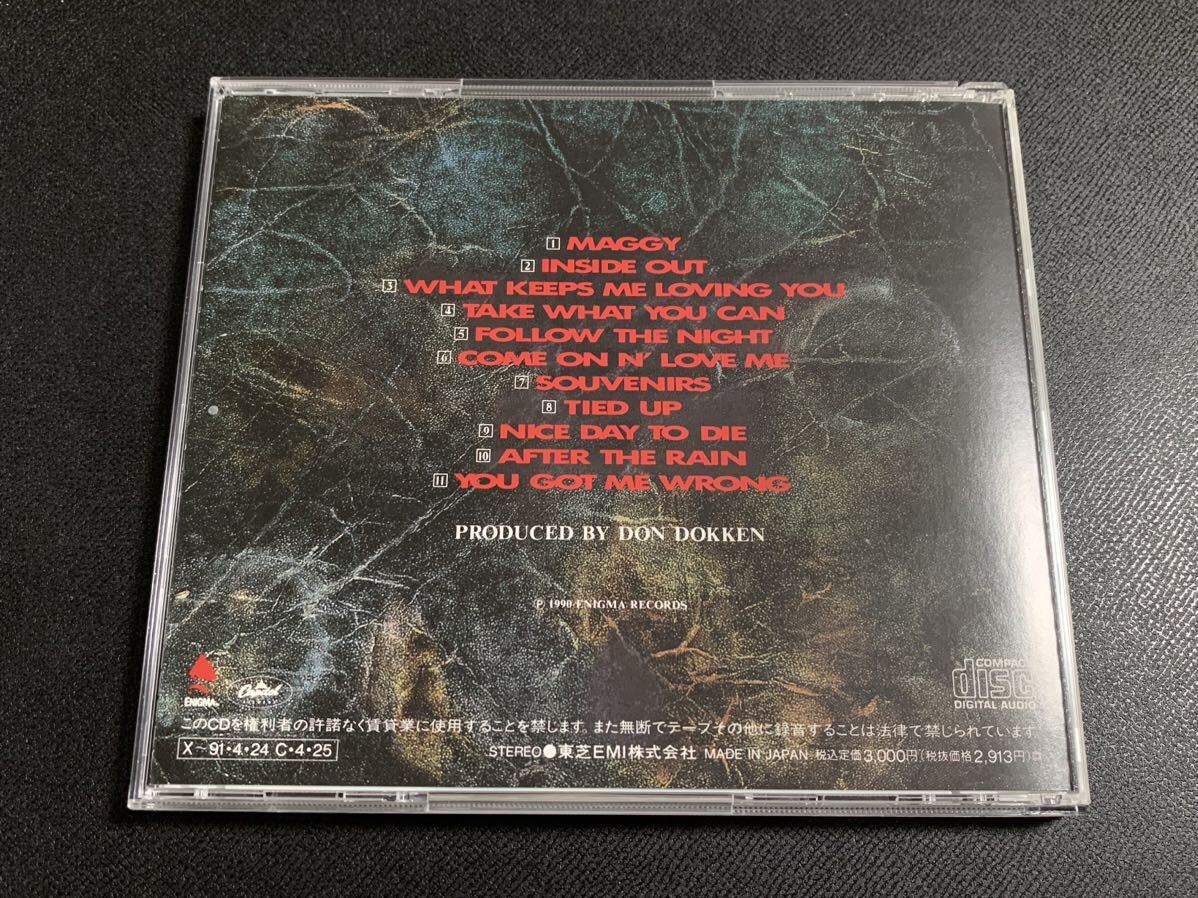 1 MAGGY
2 INSIDE OUT
3 WHAT KEEPS ME LOVING YOU
4 TAKE WHAT YOU CAN
5 FOLLOW THE NIGHT
6 COME ON N' LOVE ME
7 SOUVENIRS
8 TIED UP
9 NICE DAY TO DIE
10 AFTER THE RAIN
11 YOU GOT ME WRONG
PRODUCED BY DON DOKKEN
℗ 1990 ENIGMA RECORDS
ENIGMA
Capitol
COMPACT
disc
DIGITAL AUDIO
このCDを権利者の許諾なく賃貸業に使用することを禁じます。また無断でテープその他に録音することは法律で禁じられています。
X〜91・4・24 C・4・25
STEREO●東芝EMI株式会社 MADE IN JAPAN 税込定価3,000円(税抜価格2,913円)